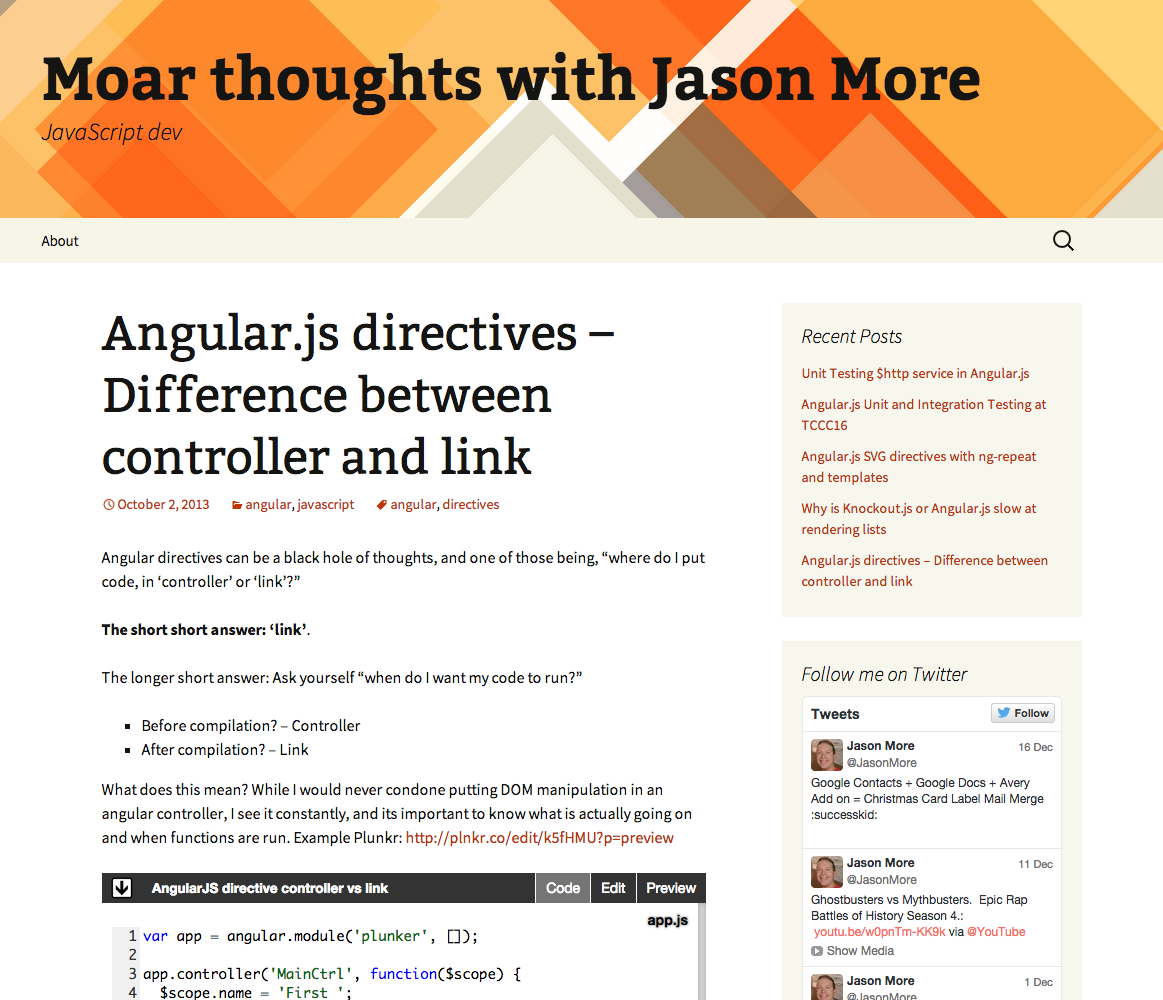 Moar thoughts with Jason More
JavaScript dev
About
Angular.js directives –
Difference between
controller and link
October 2, 2013 angular, javascript angular, directives
Angular directives can be a black hole of thoughts, and one of those being, “where do I put
code, in ‘controller’ or ‘link’?”
The short short answer: ‘link’.
The longer short answer: Ask yourself “when do I want my code to run?”
Before compilation? – Controller
After compilation? – Link
What does this mean? While I would never condone putting DOM manipulation in an
angular controller, I see it constantly, and its important to know what is actually going on
and when functions are run. Example Plunkr: http://plnkr.co/edit/k5fHMU?p=preview
AngularJS directive controller vs link Code Edit Preview
app.js
1 var app = angular.module('plunker', []);
2
3 app.controller('MainCtrl', function($scope) {
4 $scope.name = 'First ';
Recent Posts
Unit Testing $http service in Angular.js
Angular.js Unit and Integration Testing at
TCCC16
Angular.js SVG directives with ng-repeat
and templates
Why is Knockout.js or Angular.js slow at
rendering lists
Angular.js directives – Difference between
controller and link
Follow me on Twitter
Tweets Follow
Jason More 16 Dec
@JasonMore
Google Contacts + Google Docs + Avery
Add on = Christmas Card Label Mail Merge
:successkid:
Jason More 11 Dec
@JasonMore
Ghostbusters vs Mythbusters. Epic Rap
Battles of History Season 4.:
youtu.be/w0pnTm-KK9k via @YouTube
Show Media
Jason More 1 Dec
@JasonMore